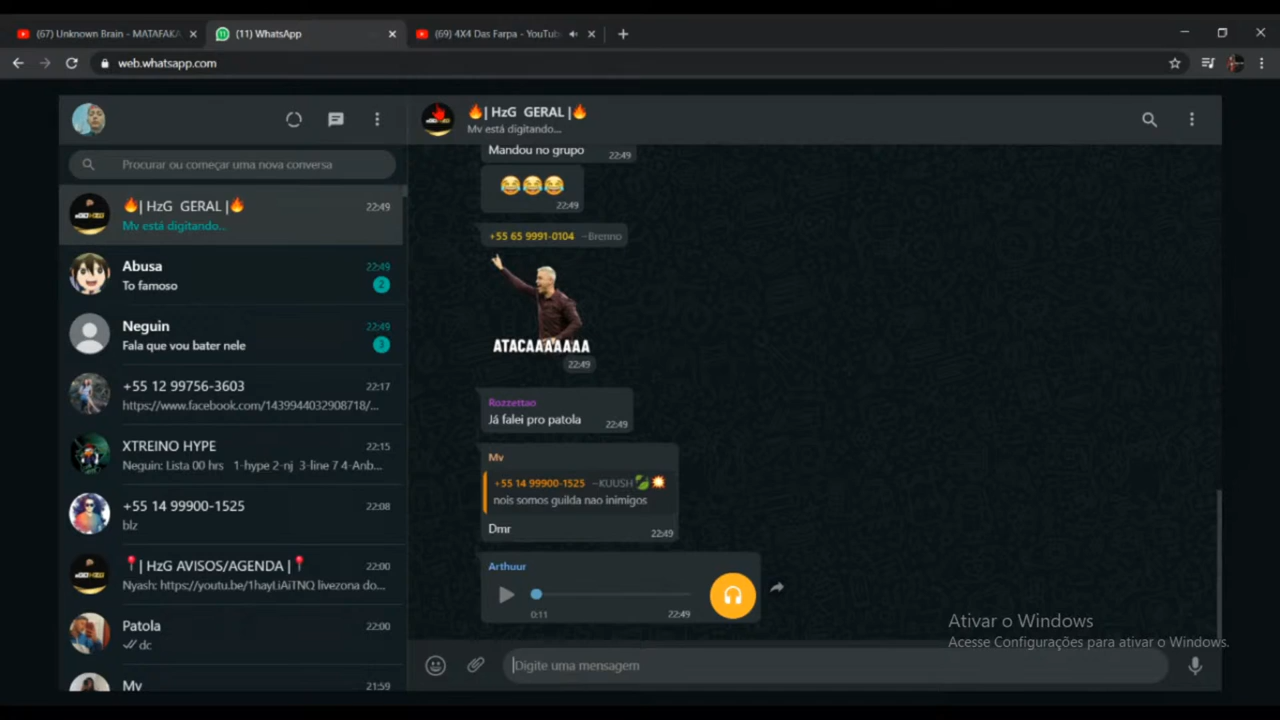 (67) Unknown Brain - MATAFAKA
(11) WhatsApp
(69) 4X4 Das Farpa - YouTub
web.whatsapp.com
Procurar ou começar uma nova conversa
🔥| HzG GERAL |🔥
22:49
Mv está digitando...
Abusa
22:49
To famoso
2
Neguin
22:49
Fala que vou bater nele
3
+55 12 99756-3603
22:17
https://www.facebook.com/1439944032908718/...
XTREINO HYPE
22:15
Neguin: Lista 00 hrs 1-hype 2-nj 3-line 7 4-Anb...
+55 14 99900-1525
22:08
blz
📍| HzG AVISOS/AGENDA |📍
22:00
Nyash: https://youtu.be/1hayLiAiTNQ livezona do...
Patola
22:00
dc
Mv
21:59
🔥| HzG GERAL |🔥
Mv está digitando...
Mandou no grupo
22:49
😂😂😂
22:49
+55 65 9991-0104 ~Brenno
ATACAAAAAAA
22:49
Rozzettao
Já falei pro patola
22:49
Mv
+55 14 99900-1525 ~KUUSH
nois somos guilda nao inimigos
Dmr
22:49
Arthuur
0:11
22:49
Digite uma mensagem
Ativar o Windows
Acesse Configurações para ativar o Windows.